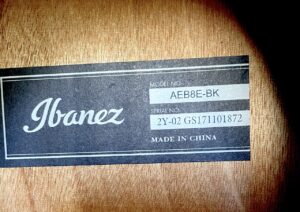 Ibanez
MODEL NO.
AEB8E-BK
SERIAL NO.
2Y-02 GS171101872
MADE IN CHINA